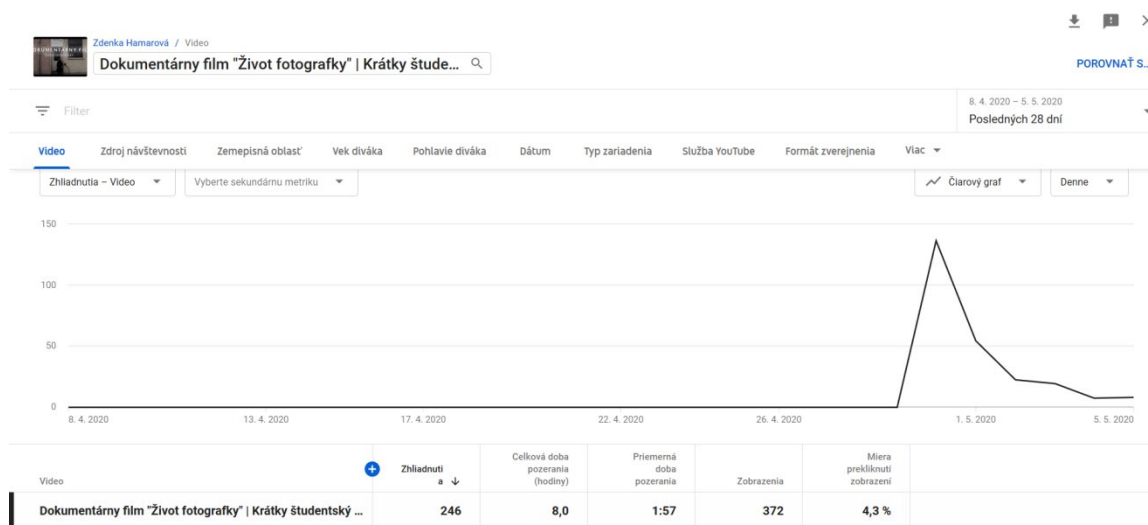 Zdenka Hamarová / Video
Dokumentárny film "Život fotografky" | Krátky štude...
POROVNAŤ S...
Filter
8. 4. 2020 – 5. 5. 2020
Posledných 28 dní
Video Zdroj návštevnosti Zemepisná oblasť Vek diváka Pohlavie diváka Dátum Typ zariadenia Služba YouTube Formát zverejnenia Viac
Zhliadnutia – Video Vyberte sekundárnu metriku Čiarový graf Denne
150
100
50
0
8. 4. 2020 13. 4. 2020 17. 4. 2020 22. 4. 2020 26. 4. 2020 1. 5. 2020 5. 5. 2020
Video Zhliadnuti
a
Celková doba
pozerania
(hodiny)
Priemerná
doba
pozerania
Zobrazenia
Miera
prekliknutí
zobrazení
Dokumentárny film "Život fotografky" | Krátky študentský ... 246 8,0 1:57 372 4,3 %